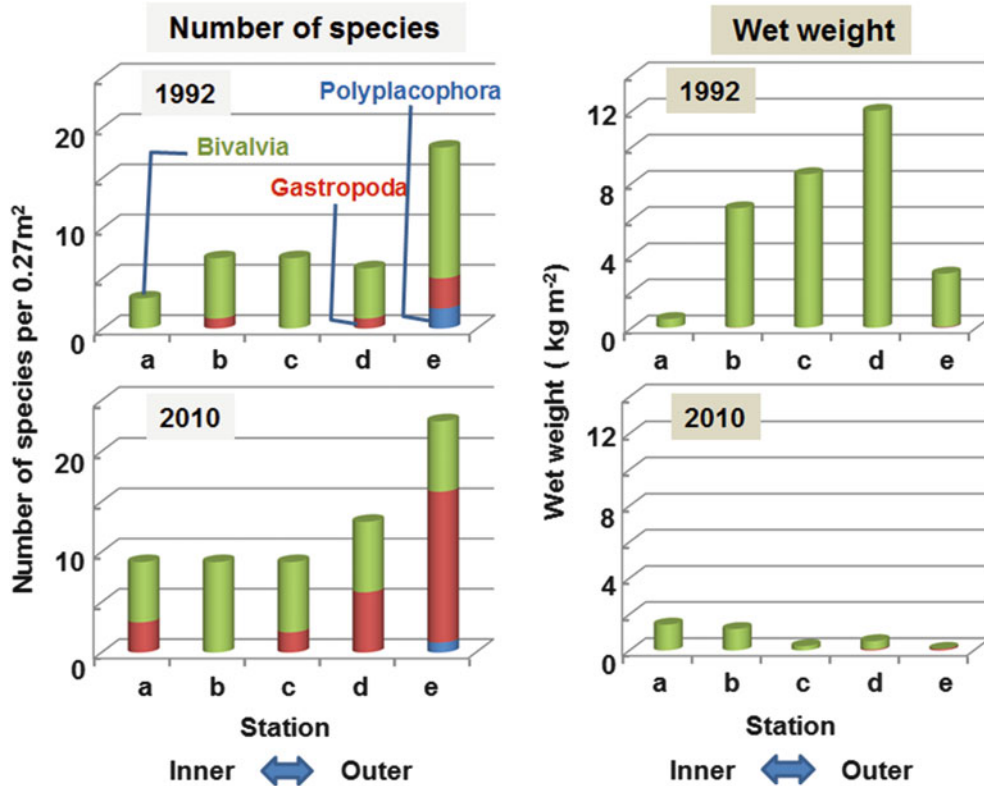 Number of species
1992
Polyplacophora
Bivalvia
Gastropoda
20
10
0
a b c d e
2010
20
10
0
a b c d e
Number of species per 0.27m²
Station
Inner Outer
Wet weight
1992
12
8
4
0
a b c d e
2010
12
8
4
0
a b c d e
Wet weight ( kg m⁻²)
Station
Inner Outer